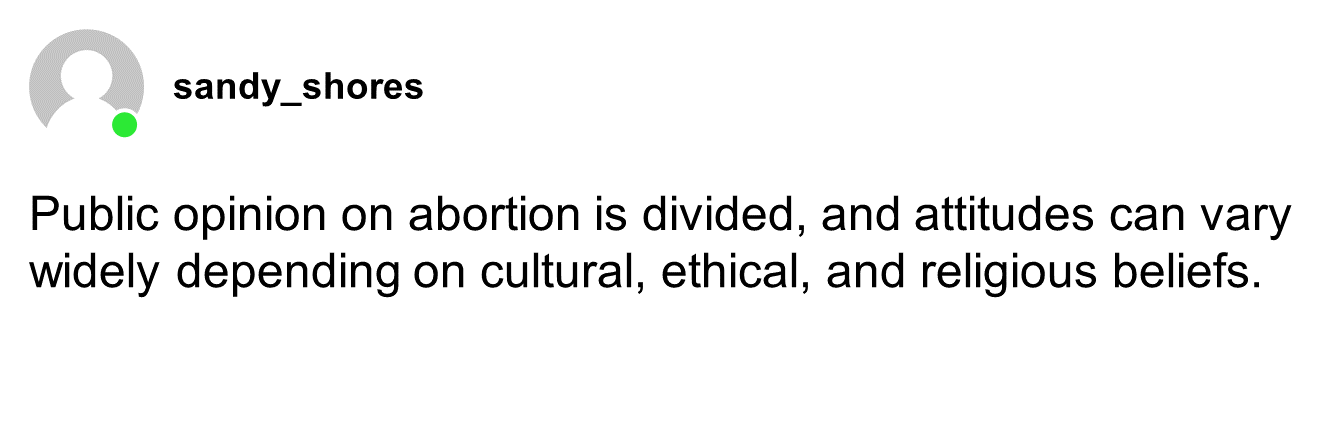 sandy_shores
Public opinion on abortion is divided, and attitudes can vary
widely depending on cultural, ethical, and religious beliefs.